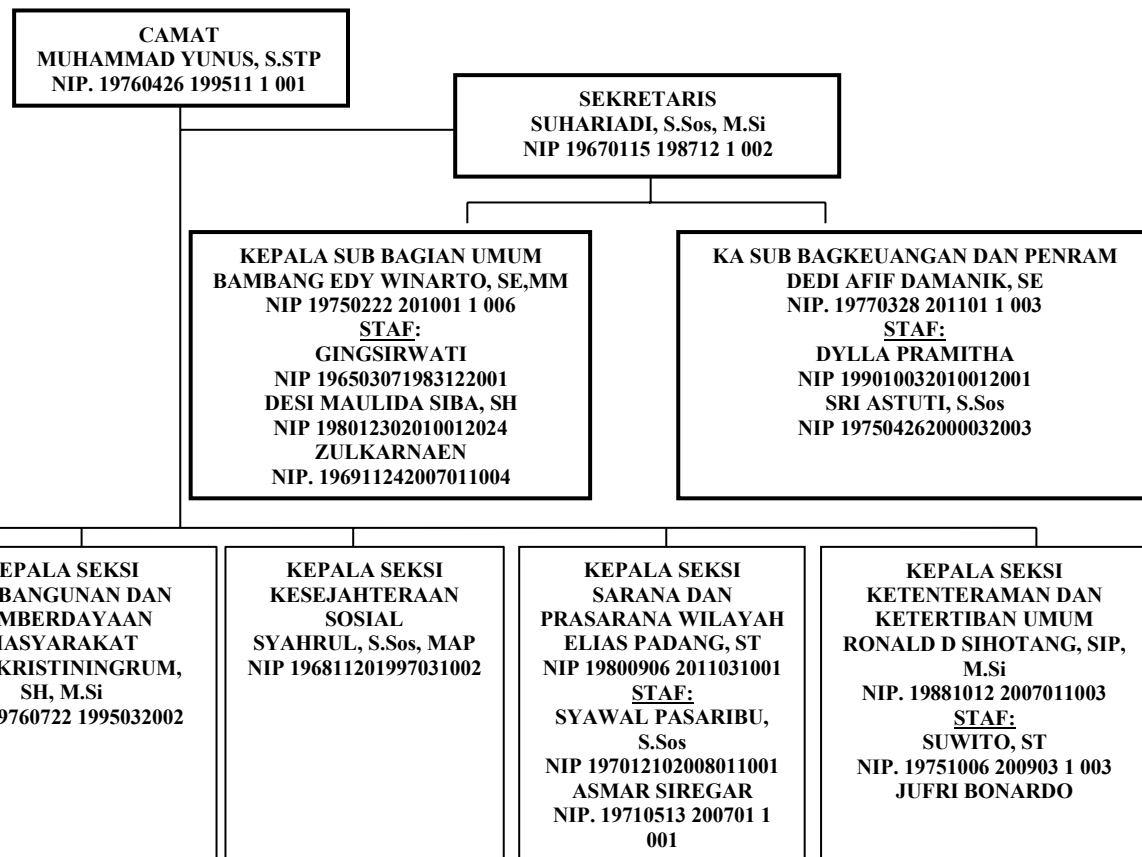 CAMAT
MUHAMMAD YUNUS, S.STP
NIP. 19760426 199511 1 001
SEKRETARIS
SUHARIADI, S.Sos, M.Si
NIP 19670115 198712 1 002
KEPALA SUB BAGIAN UMUM
BAMBANG EDY WINARTO, SE,MM
NIP 19750222 201001 1 006
STAF:
GINGSIRWATI
NIP 196503071983122001
DESI MAULIDA SIBA, SH
NIP 198012302010012024
ZULKARNAEN
NIP. 196911242007011004
KA SUB BAGKEUANGAN DAN PENRAM
DEDI AFIF DAMANIK, SE
NIP. 19770328 201101 1 003
STAF:
DYLLA PRAMITHA
NIP 199010032010012001
SRI ASTUTI, S.Sos
NIP 197504262000032003
EPALA SEKSI
BANGUNAN DAN
MBERDAYAAN
MASYARAKAT
KRISTININGRUM,
SH, M.Si
9760722 1995032002
KEPALA SEKSI
KESEJAHTERAAN
SOSIAL
SYAHRUL, S.Sos, MAP
NIP 196811201997031002
KEPALA SEKSI
SARANA DAN
PRASARANA WILAYAH
ELIAS PADANG, ST
NIP 19800906 2011031001
STAF:
SYAWAL PASARIBU,
S.Sos
NIP 197012102008011001
ASMAR SIREGAR
NIP. 19710513 200701 1
001
KEPALA SEKSI
KETENTERAMAN DAN
KETERTIBAN UMUM
RONALD D SIHOTANG, SIP,
M.Si
NIP. 19881012 2007011003
STAF:
SUWITO, ST
NIP. 19751006 200903 1 003
JUFRI BONARDO